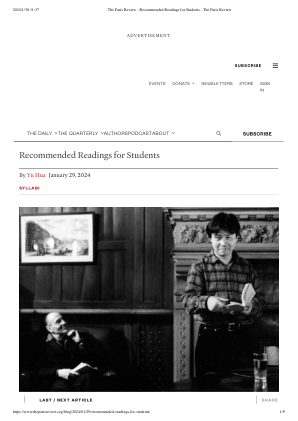 2024/1/30 11:37
The Paris Review - Recommended Readings for Students - The Paris Review
ADVERTISEMENT
SUBSCRIBE
EVENTS DONATE NEWSLETTERS STORE SIGN
IN
THE DAILY THE QUARTERLY AUTHORS PODCAST ABOUT SUBSCRIBE
Recommended Readings for Students
By Yu Hua January 29, 2024
SYLLABI
LAST / NEXT ARTICLE SHARE
https://www.theparisreview.org/blog/2024/01/29/recommended-readings-for-students/
1/9